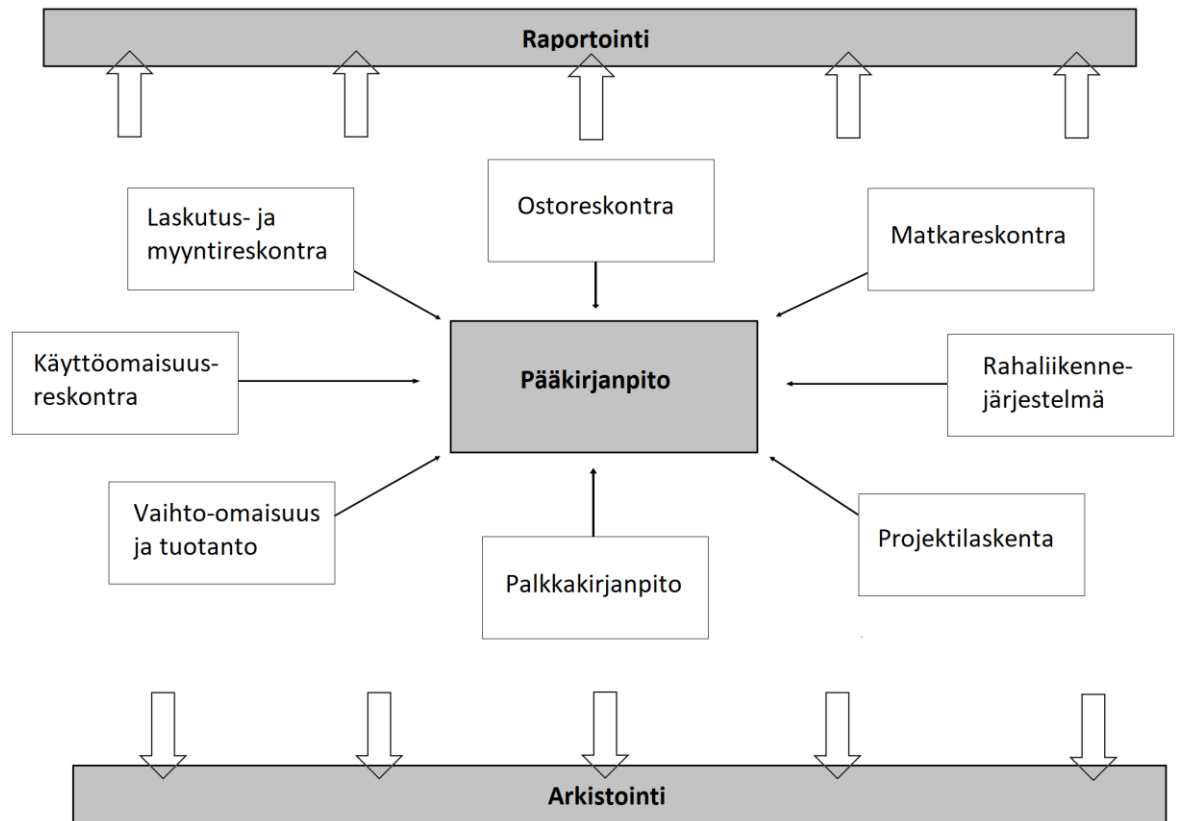 Raportointi
Ostoreskontra
Laskutus- ja
myyntireskontra
Matkareskontra
Käyttöomaisuus-
reskontra
Pääkirjanpito
Rahaliikenne-
järjestelmä
Vaihto-omaisuus
ja tuotanto
Palkkakirjanpito
Projektilaskenta
Arkistointi